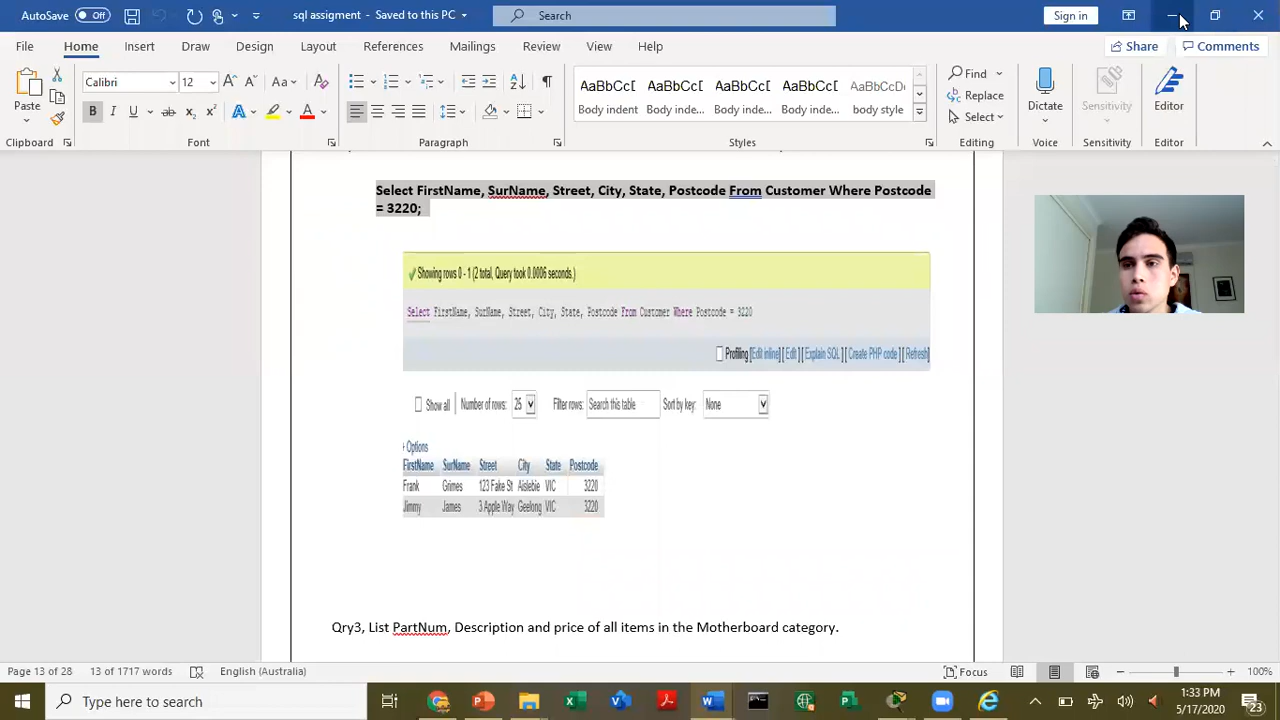 AutoSave Off sql assigment - Saved to this PC Search Sign in
File Home Insert Draw Design Layout References Mailings Review View Help Share Comments
Calibri 12 Aa AaBbCcI AaBbCcI AaBbCcI AaBbCcI AaBbCcDc Find
Paste Replace Dictate Sensitivity Editor
B I U ab x₂ x² A A Body indent Body inde... Body inde... Body inde... body style Select
Clipboard Font Paragraph Styles Editing Voice Sensitivity Editor
Select FirstName, SurName, Street, City, State, Postcode From Customer Where Postcode
= 3220;
Showing rows 0 - 1 (2 total, Query took 0.0006 seconds.)
Select FirstName, SurName, Street, City, State, Postcode From Customer Where Postcode = 3220
Profiling [Edit inline] [ Edit ] [ Explain SQL ] [ Create PHP code ] [ Refresh]
Show all Number of rows: 25 Filter rows: Search this table Sort by key: None
+ Options
FirstName SurName Street City State Postcode
Frank Grimes 123 Fake St Aislebie VIC 3220
Jimmy James 3 Apple Way Geelong VIC 3220
Qry3, List PartNum, Description and price of all items in the Motherboard category.
Page 13 of 28 13 of 1717 words English (Australia) Focus 100%
Type here to search 1:33 PM
5/17/2020 23